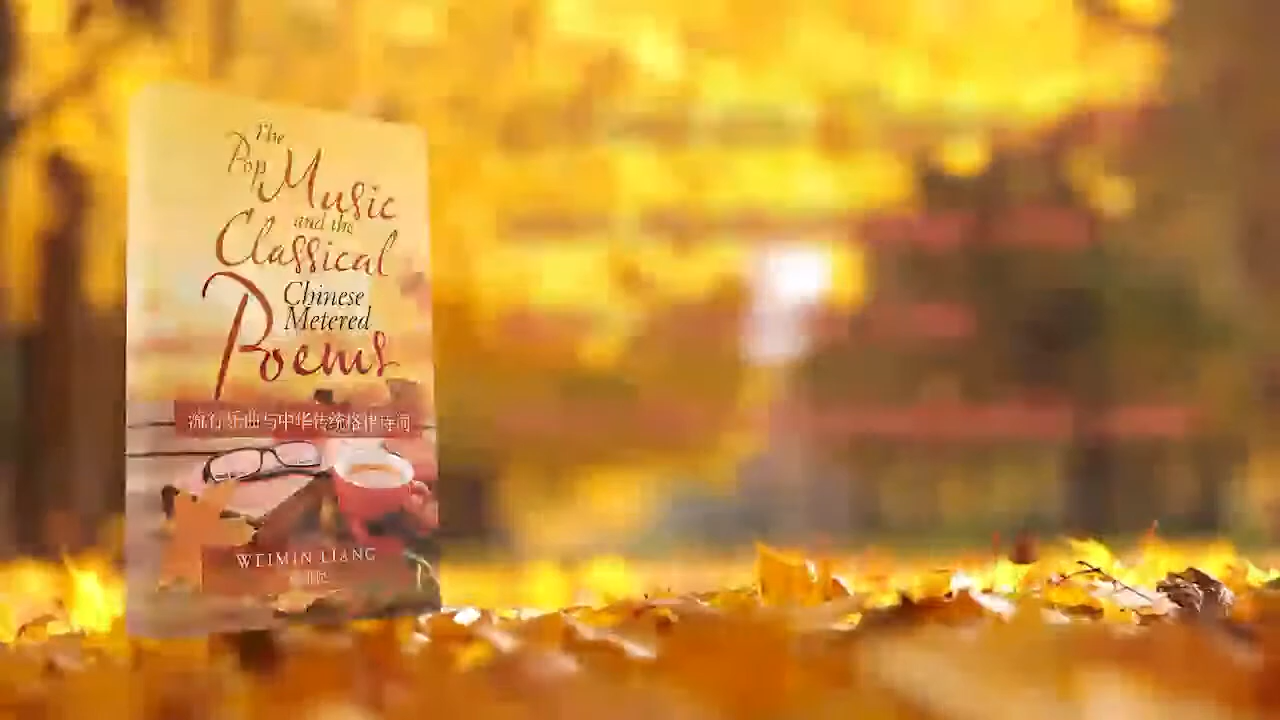 The
Pop
Music
and the
Classical
Chinese
Metered
Poems
流行乐曲与中华传统格律诗词
WEIMIN LIANG